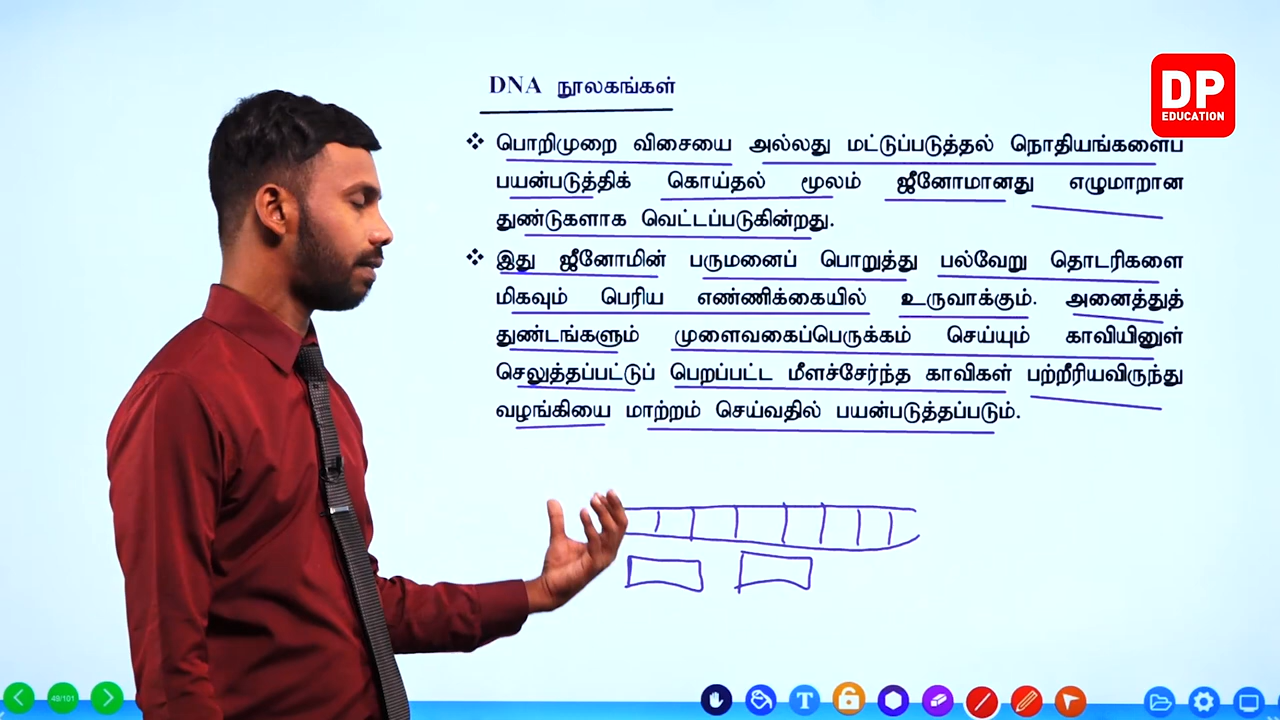 DNA நூலகங்கள்
DP
EDUCATION
❖ பொறிமுறை விசையை அல்லது மட்டுப்படுத்தல் நொதியங்களைப்
பயன்படுத்திக் கொய்தல் மூலம் ஜீனோமானது எழுமாறான
துண்டுகளாக வெட்டப்படுகின்றது.
❖ இது ஜீனோமின் பருமனைப் பொறுத்து பல்வேறு தொடரிகளை
மிகவும் பெரிய எண்ணிக்கையில் உருவாக்கும். அனைத்துத்
துண்டங்களும் முளைவகைப்பெருக்கம் செய்யும் காவியினுள்
செலுத்தப்பட்டுப் பெறப்பட்ட மீளச்சேர்ந்த காவிகள் பற்றீரியவிருந்து
வழங்கியை மாற்றம் செய்வதில் பயன்படுத்தப்படும்.
49/101
T